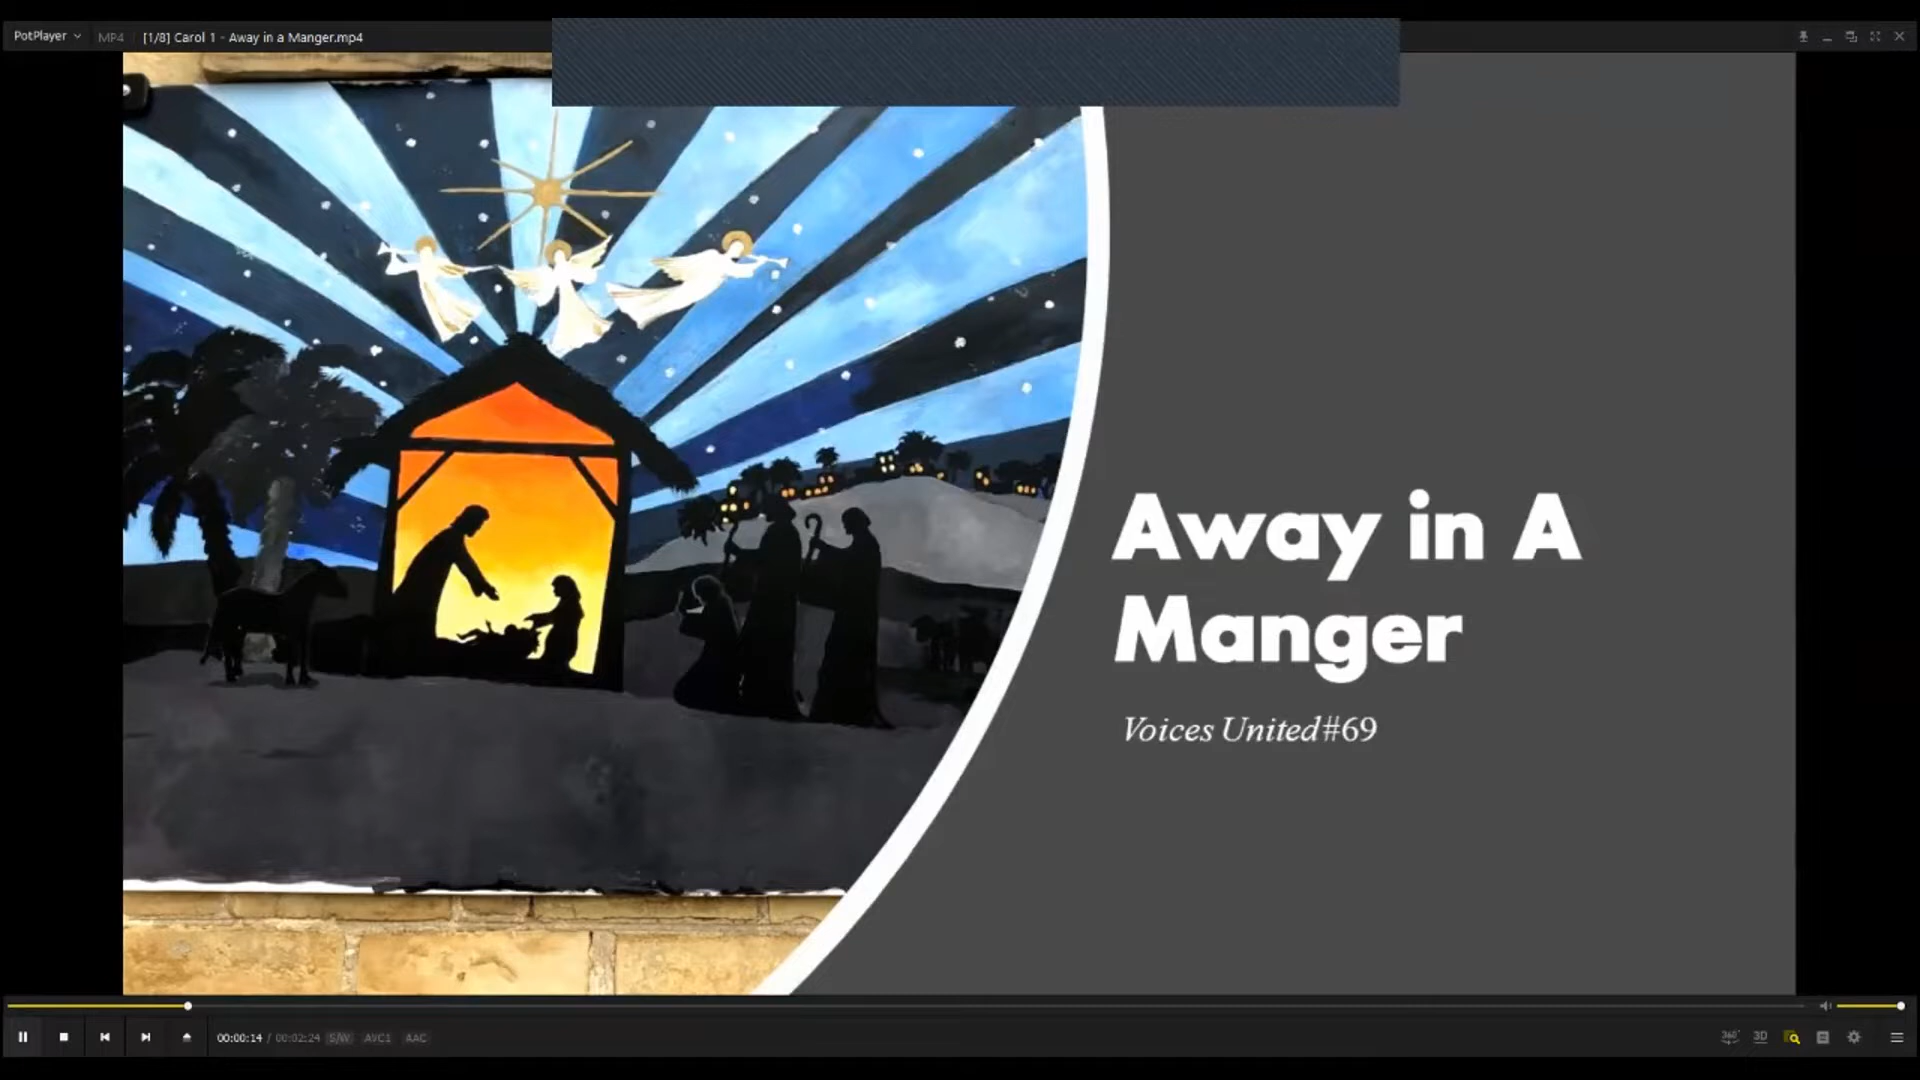 PotPlayer
MP4
[1/8] Carol 1 - Away in a Manger.mp4
Away in A
Manger
Voices United#69
00:00:14 / 00:02:24 S/W AVC1 AAC
360°
3D